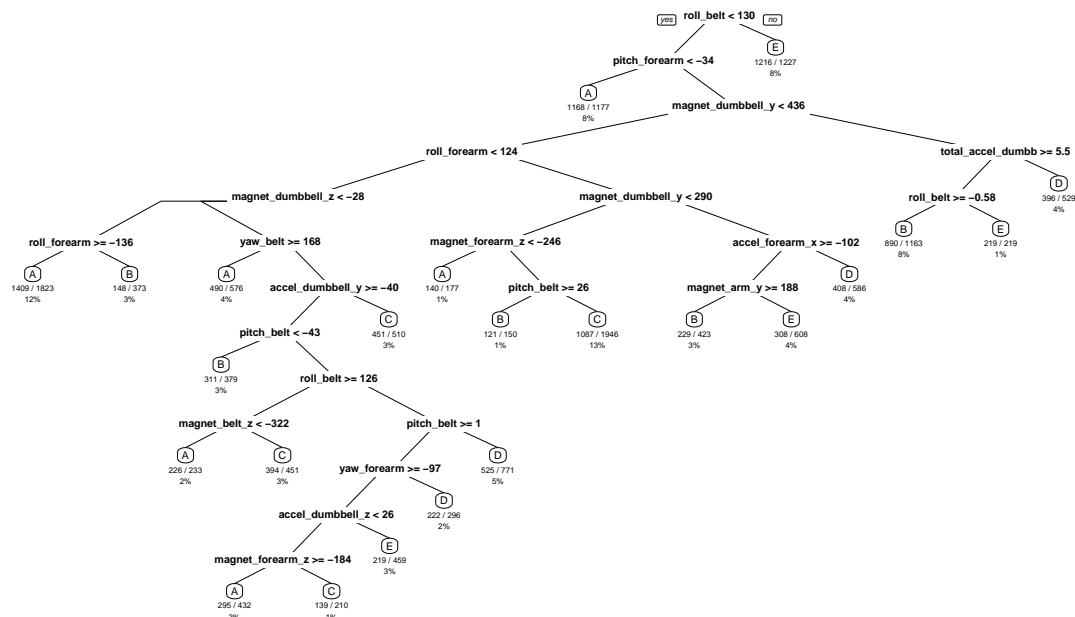 yes roll_belt < 130 no
pitch_forearm < −34
E
1216 / 1227
8%
A
1168 / 1177
8%
magnet_dumbbell_y < 436
roll_forearm < 124
total_accel_dumbb >= 5.5
magnet_dumbbell_z < −28
magnet_dumbbell_y < 290
roll_belt >= −0.58
D
396 / 529
4%
roll_forearm >= −136
yaw_belt >= 168
magnet_forearm_z < −246
accel_forearm_x >= −102
B
890 / 1163
8%
E
219 / 219
1%
A
1409 / 1823
12%
B
148 / 373
3%
A
490 / 576
4%
accel_dumbbell_y >= −40
A
140 / 177
1%
pitch_belt >= 26
magnet_arm_y >= 188
D
408 / 586
4%
pitch_belt < −43
C
451 / 510
3%
B
121 / 150
1%
C
1087 / 1946
13%
B
229 / 423
3%
E
308 / 608
4%
B
311 / 379
3%
roll_belt >= 126
magnet_belt_z < −322
pitch_belt >= 1
A
226 / 233
2%
C
394 / 451
3%
yaw_forearm >= −97
D
525 / 771
5%
accel_dumbbell_z < 26
D
222 / 296
2%
magnet_forearm_z >= −184
E
219 / 459
3%
A
295 / 432
C
139 / 210